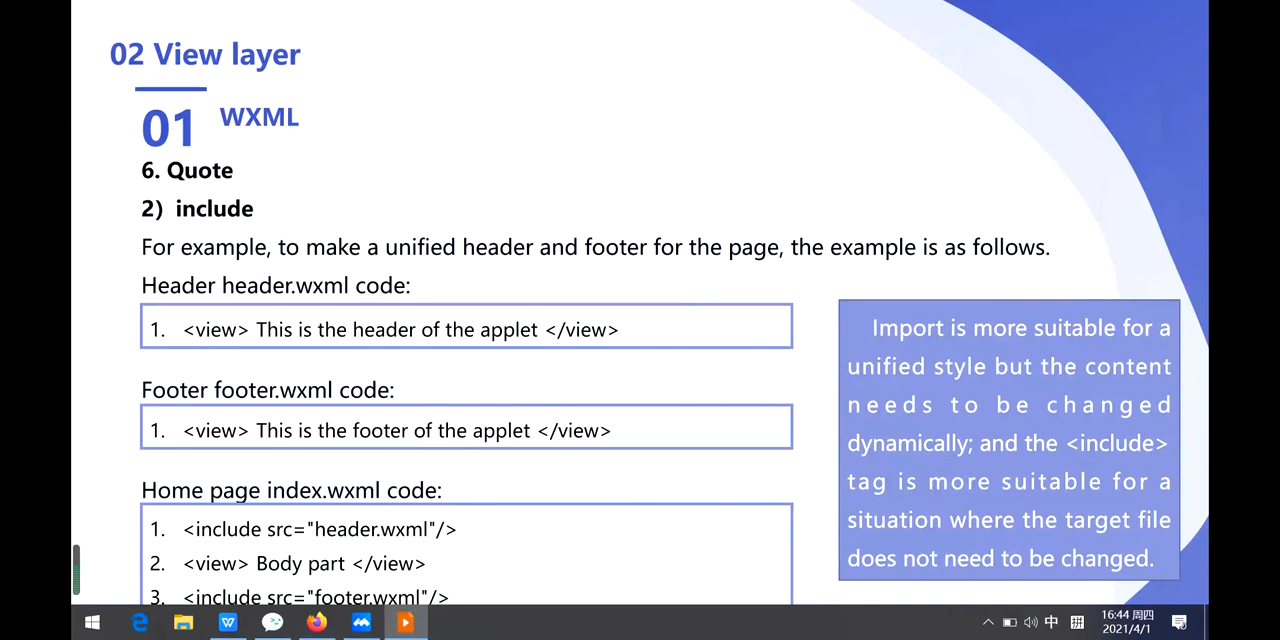 02 View layer
01 WXML
6. Quote
2) include
For example, to make a unified header and footer for the page, the example is as follows.
Header header.wxml code:
1. <view> This is the header of the applet </view>
Footer footer.wxml code:
1. <view> This is the footer of the applet </view>
Home page index.wxml code:
1. <include src="header.wxml"/>
2. <view> Body part </view>
3. <include src="footer.wxml"/>
Import is more suitable for a
unified style but the content
needs to be changed
dynamically; and the <include>
tag is more suitable for a
situation where the target file
does not need to be changed.
中 拼 16:44 周四
2021/4/1